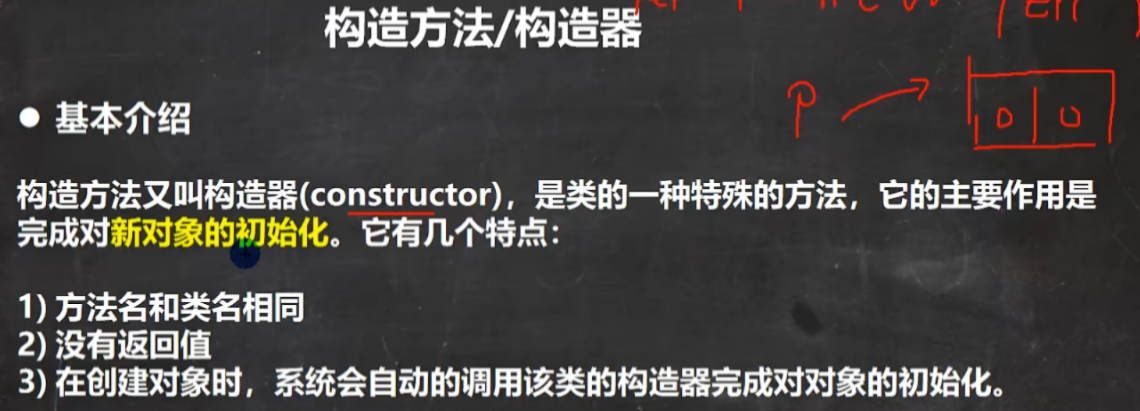 构造方法/构造器
● 基本介绍
P
0 0
构造方法又叫构造器(constructor)，是类的一种特殊的方法，它的主要作用是
完成对新对象的初始化。它有几个特点：
1) 方法名和类名相同
2) 没有返回值
3) 在创建对象时，系统会自动的调用该类的构造器完成对对象的初始化。